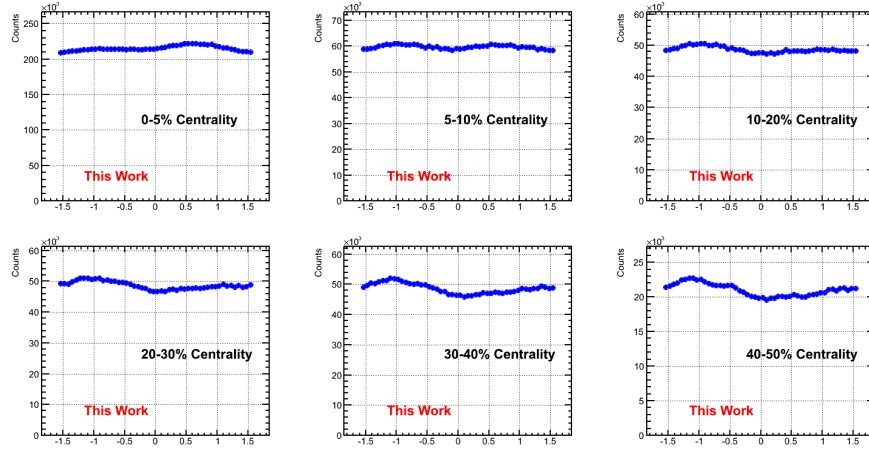 ×10³ ×10³ ×10³
Counts 250 200 150 100 50 0
0-5% Centrality
This Work
-1.5 -1 -0.5 0 0.5 1 1.5
Counts 70 60 50 40 30 20 10 0
5-10% Centrality
This Work
-1.5 -1 -0.5 0 0.5 1 1.5
Counts 60 50 40 30 20 10 0
10-20% Centrality
This Work
-1.5 -1 -0.5 0 0.5 1 1.5
×10³ ×10³ ×10³
Counts 60 50 40 30 20 10 0
20-30% Centrality
This Work
-1.5 -1 -0.5 0 0.5 1 1.5
Counts 60 50 40 30 20 10 0
30-40% Centrality
This Work
-1.5 -1 -0.5 0 0.5 1 1.5
Counts 25 20 15 10 5 0
40-50% Centrality
This Work
-1.5 -1 -0.5 0 0.5 1 1.5